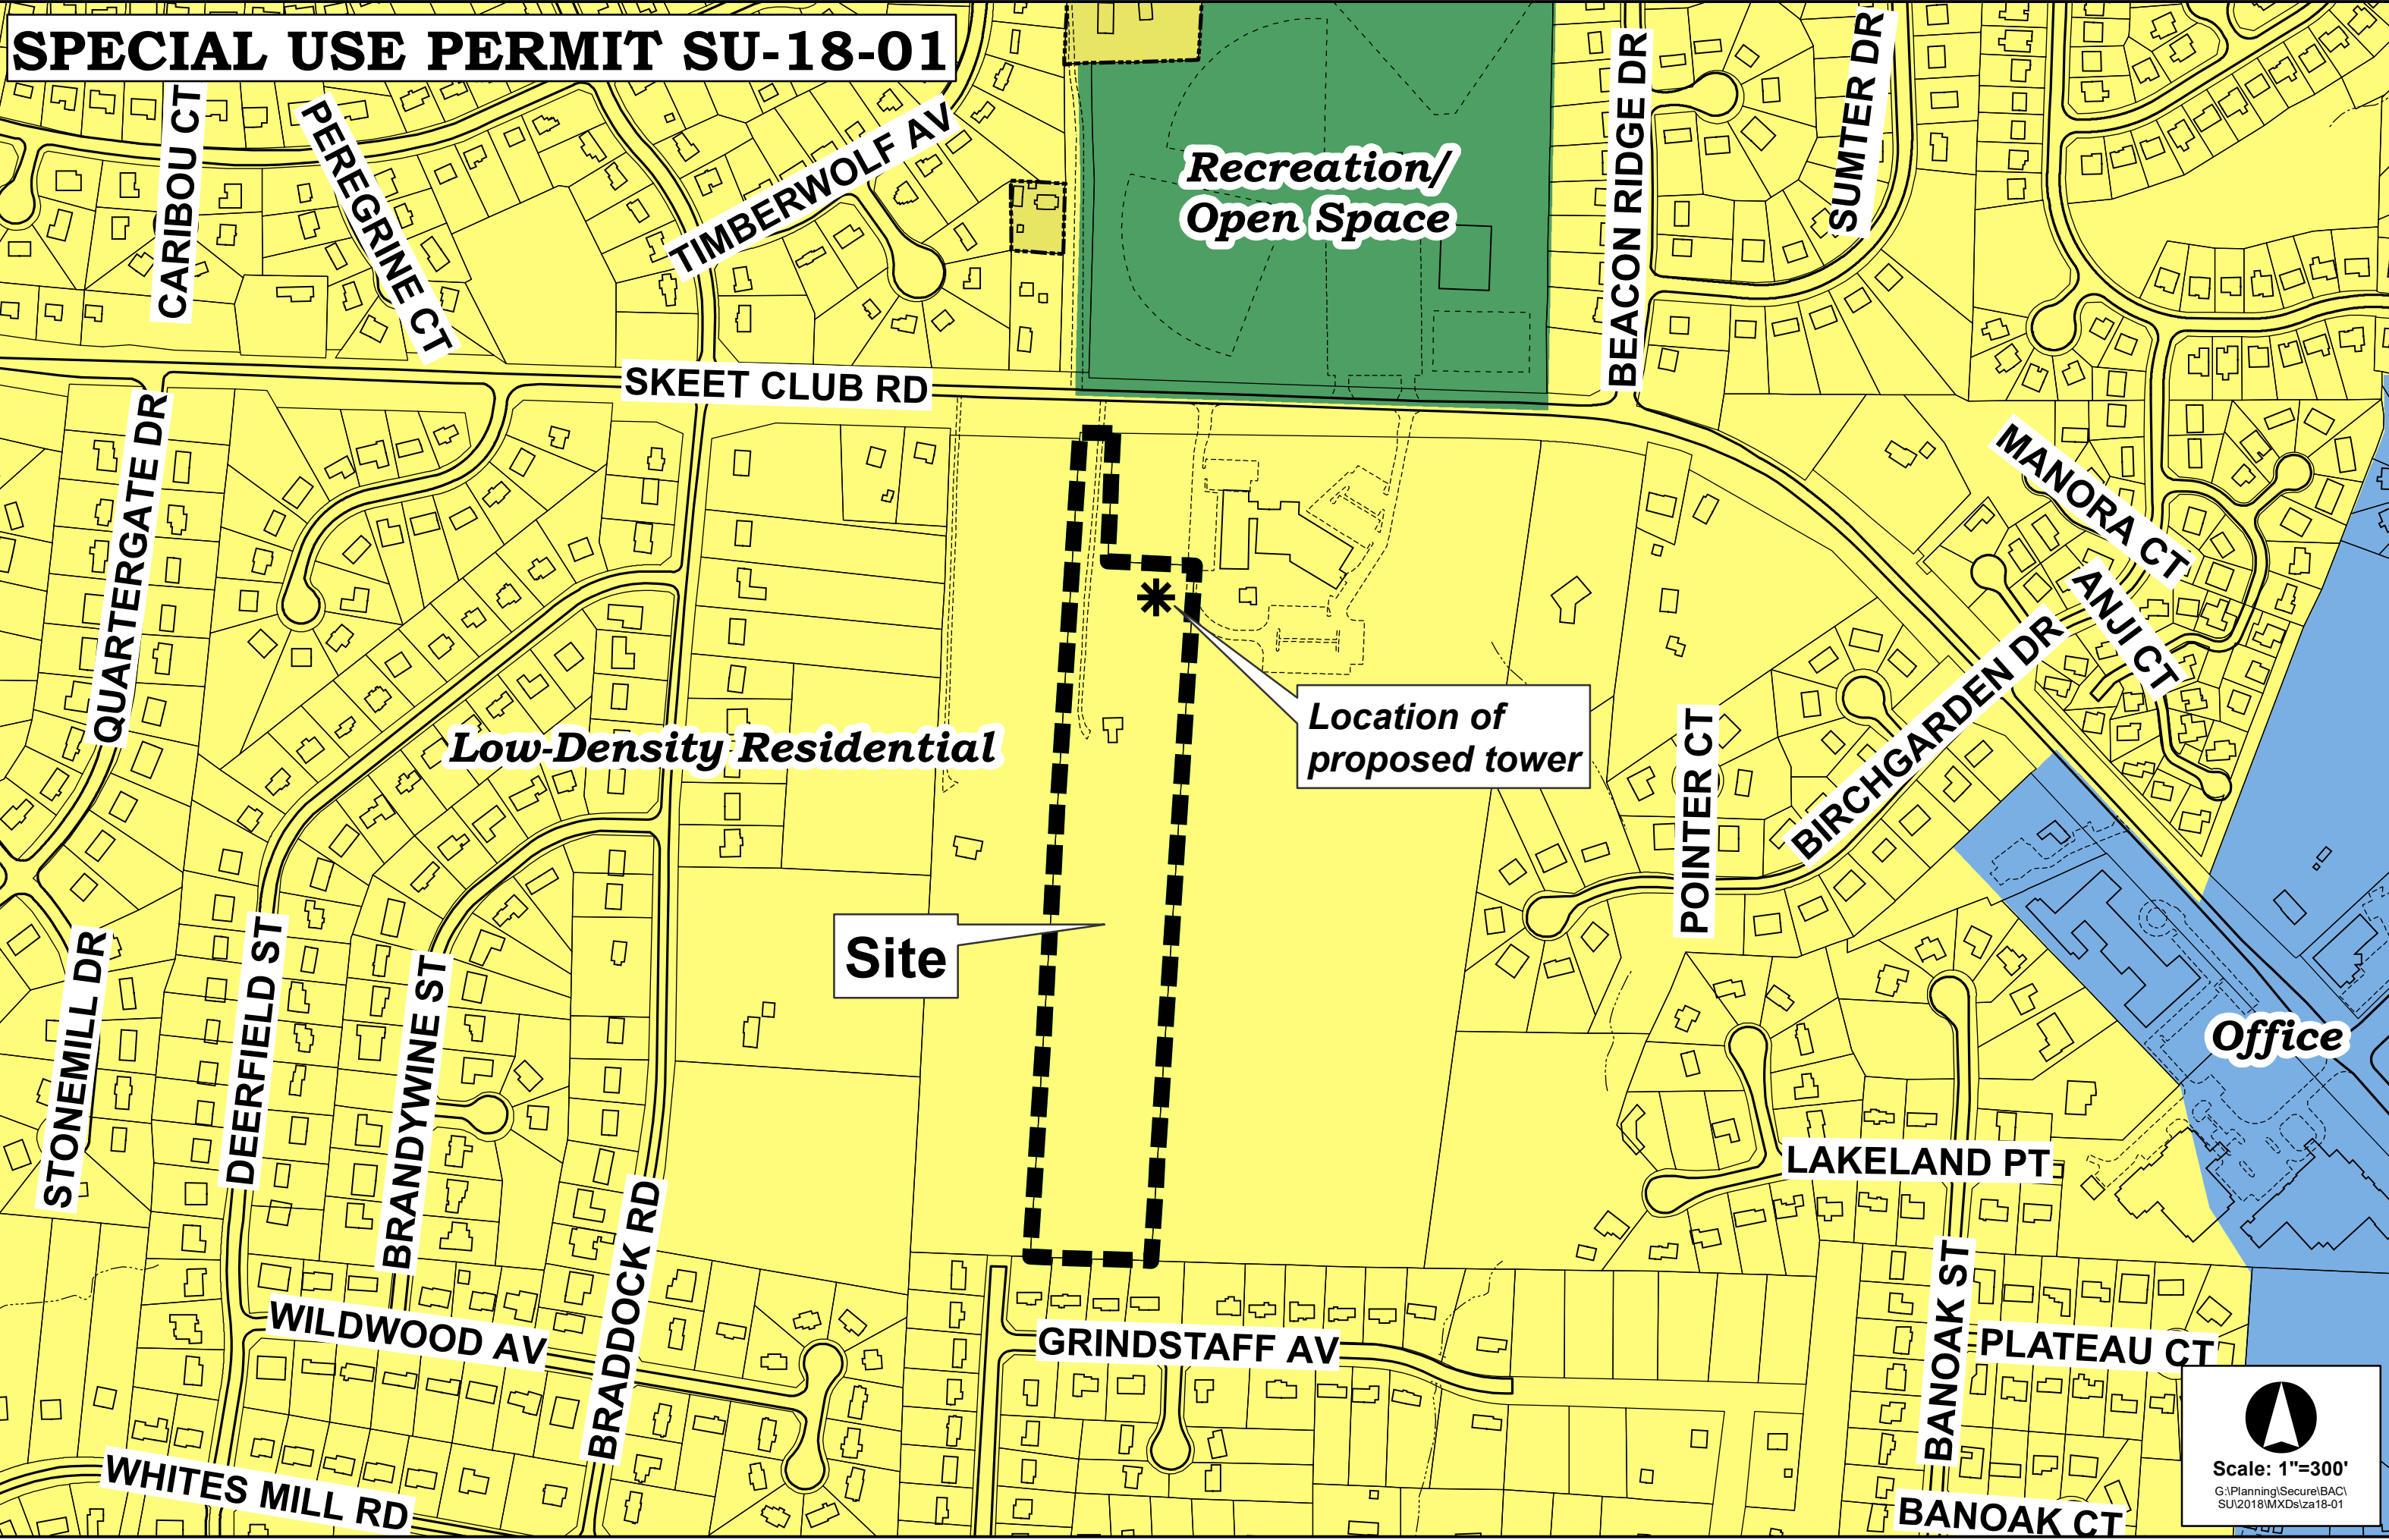 SPECIAL USE PERMIT SU-18-01
CARIBOU CT
PEREGRINE CT
TIMBERWOLF AV
Recreation/
Open Space
BEACON RIDGE DR
SUMTER DR
SKEET CLUB RD
QUARTERGATE DR
MANORA CT
ANJI CT
BIRCHGARDEN DR
POINTER CT
Low-Density Residential
Location of
proposed tower
Site
STONEMILL DR
DEERFIELD ST
BRANDYWINE ST
BRADDOCK RD
Office
LAKELAND PT
BANOAK ST
WILDWOOD AV
GRINDSTAFF AV
PLATEAU CT
WHITES MILL RD
BANOAK CT
Scale: 1"=300'
G:\Planning\Secure\BAC\
SU\2018\MXDs\za18-01